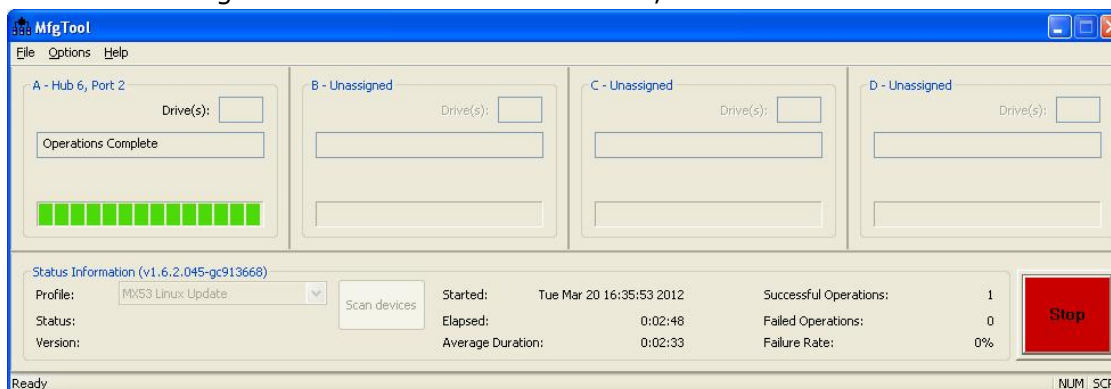 MfgTool
File Options Help
A - Hub 6, Port 2
Drive(s):
Operations Complete
B - Unassigned
Drive(s):
C - Unassigned
Drive(s):
D - Unassigned
Drive(s):
Status Information (v1.6.2.045-gc913668)
Profile: MX53 Linux Update
Scan devices
Status:
Version:
Started: Tue Mar 20 16:35:53 2012
Elapsed: 0:02:48
Average Duration: 0:02:33
Successful Operations: 1
Failed Operations: 0
Failure Rate: 0%
Stop
Ready NUM